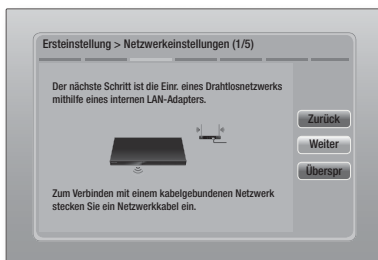 Ersteinstellung > Netzwerkeinstellungen (1/5)
Der nächste Schritt ist die Einr. eines Drahtlosnetzwerks
mithilfe eines internen LAN-Adapters.
Zurück
Weiter
Überspr
Zum Verbinden mit einem kabelgebundenen Netzwerk
stecken Sie ein Netzwerkkabel ein.